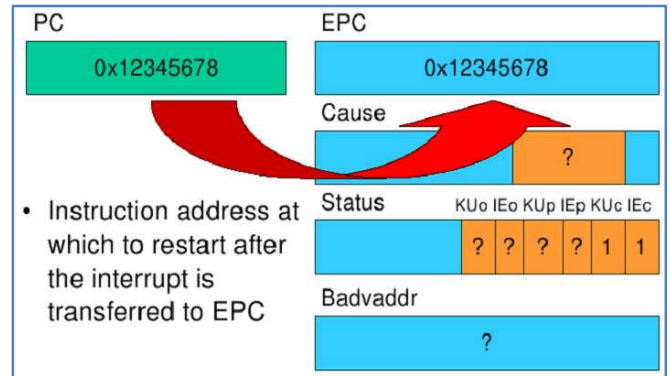 PC
EPC
0x12345678
0x12345678
Cause
?
• Instruction address at
which to restart after
the interrupt is
transferred to EPC
Status
KUo IEo KUp IEp KUc IEc
? ? ? ? 1 1
Badvaddr
?